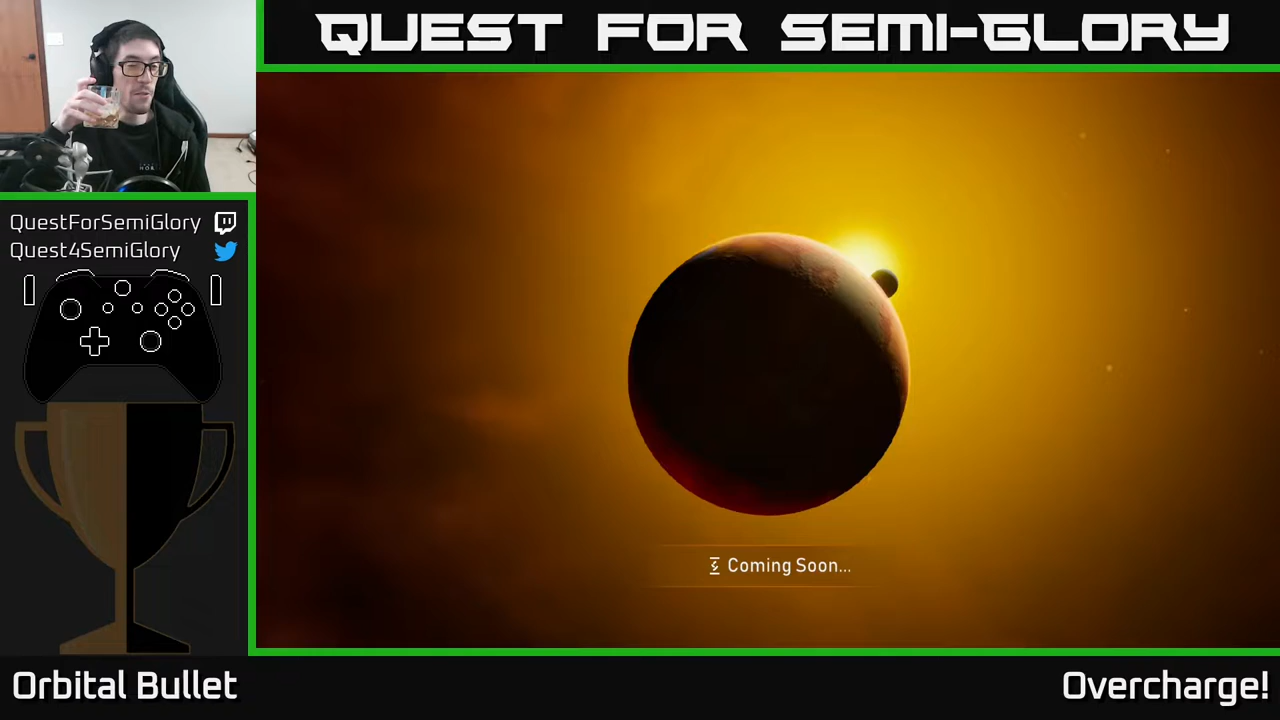 QUEST FOR SEMI-GLORY
QuestForSemiGlory
Quest4SemiGlory
Coming Soon...
Orbital Bullet
Overcharge!